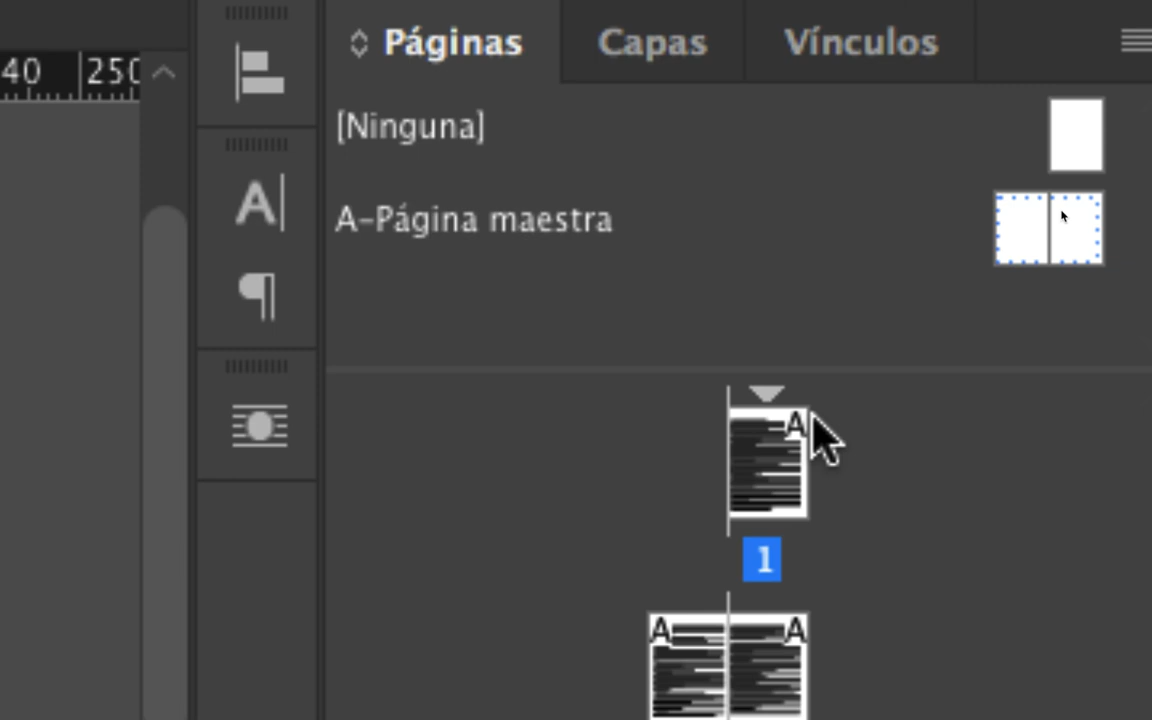 40 250
Páginas Capas Vínculos
[Ninguna]
A-Página maestra
A
1
A A